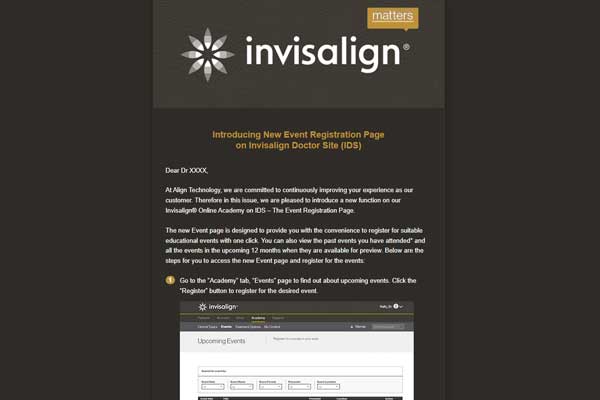 matters
invisalign®
Introducing New Event Registration Page
on Invisalign Doctor Site (IDS)
Dear Dr XXXX,
At Align Technology, we are committed to continuously improving your experience as our
customer. Therefore in this issue, we are pleased to introduce a new function on our
Invisalign® Online Academy on IDS – The Event Registration Page.
The new Event page is designed to provide you with the convenience to register for suitable
educational events with one click. You can also view the past events you have attended* and
all the events in the upcoming 12 months when they are available for preview. Below are the
steps for you to access the new Event page and register for the events:
1 Go to the "Academy" tab, "Events" page to find out about upcoming events. Click the
"Register" button to register for the desired event.
invisalign
Academy
Events
Upcoming Events